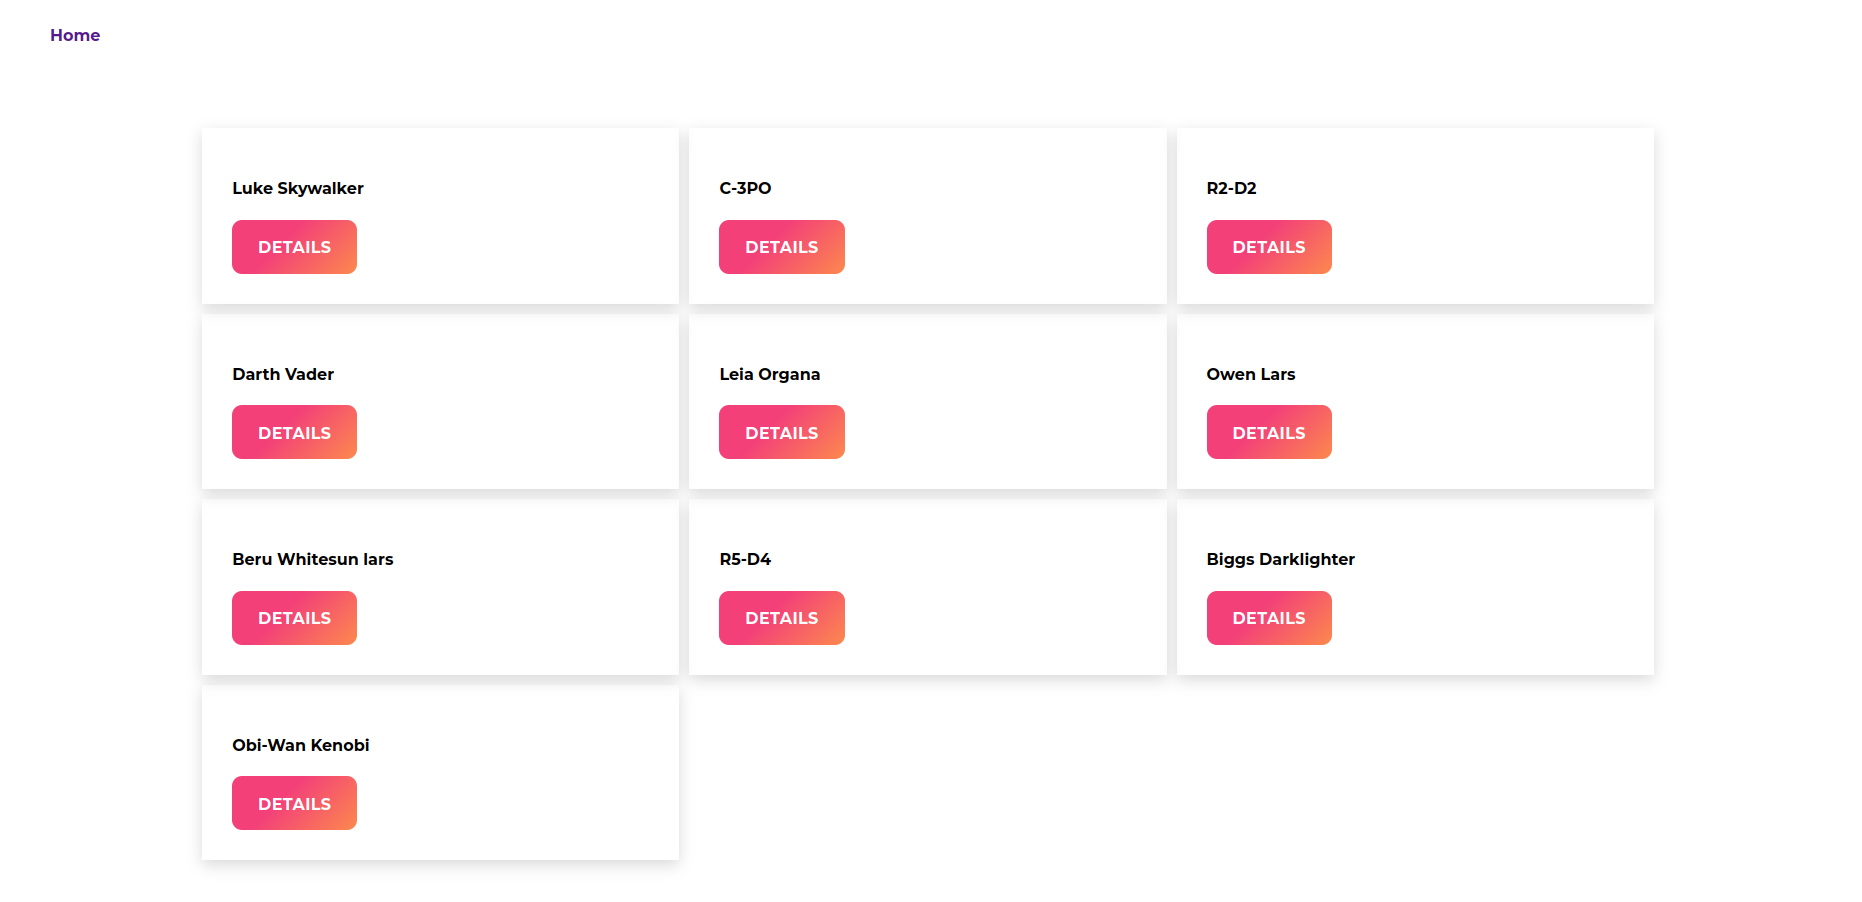 Home
Luke Skywalker
DETAILS
C-3PO
DETAILS
R2-D2
DETAILS
Darth Vader
DETAILS
Leia Organa
DETAILS
Owen Lars
DETAILS
Beru Whitesun lars
DETAILS
R5-D4
DETAILS
Biggs Darklighter
DETAILS
Obi-Wan Kenobi
DETAILS